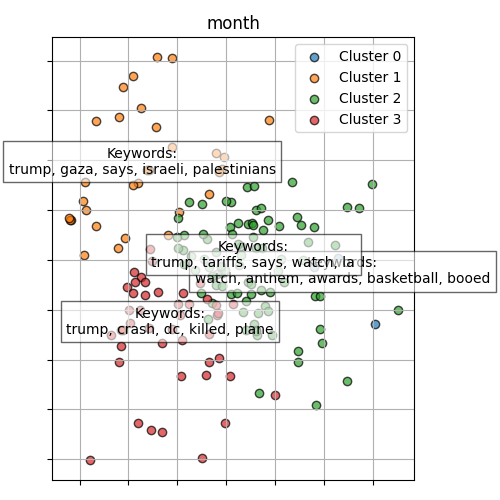 month
Cluster 0
Cluster 1
Cluster 2
Cluster 3
Keywords:
trump, gaza, says, israeli, palestinians
Keywords:
trump, tariffs, says, watch,
watch, anthem, awards, basketball, booed
Keywords:
trump, crash, dc, killed, plane